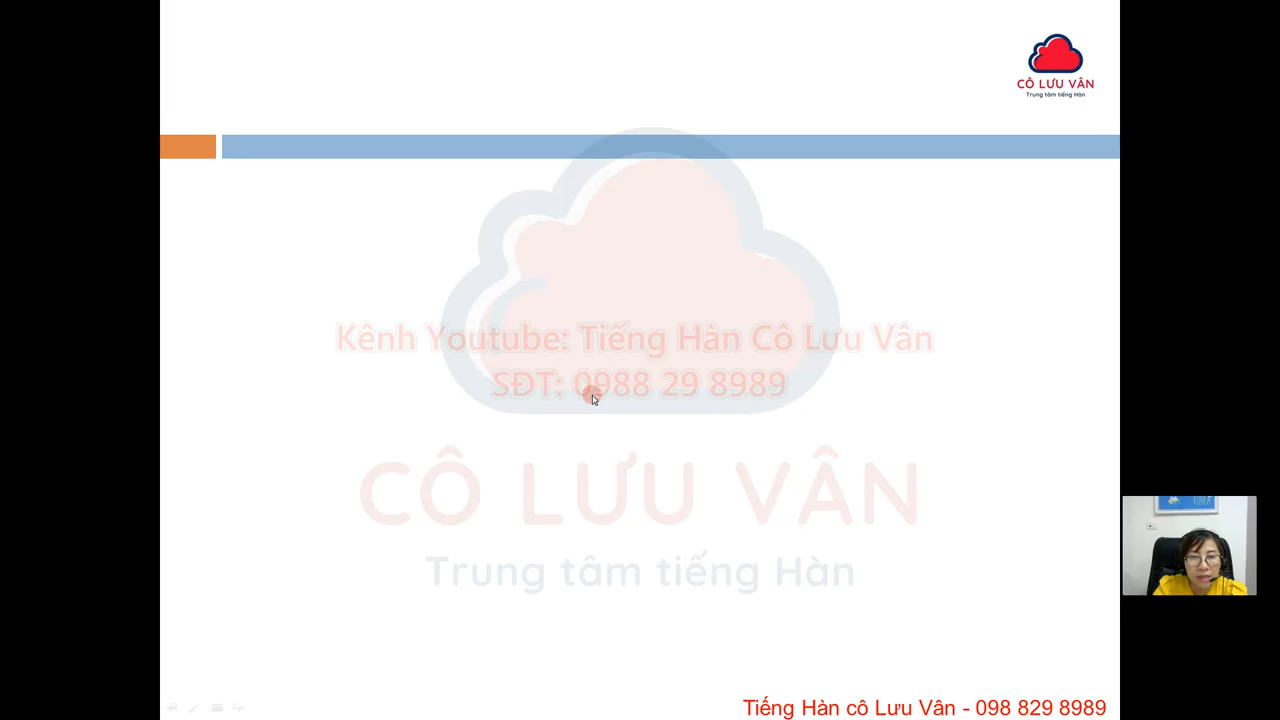 CÔ LƯU VÂN
Trung tâm tiếng Hàn
Kênh Youtube: Tiếng Hàn Cô Lưu Vân
SĐT: 0988 29 8989
CÔ LƯU VÂN
Trung tâm tiếng Hàn
Tiếng Hàn cô Lưu Vân - 098 829 8989